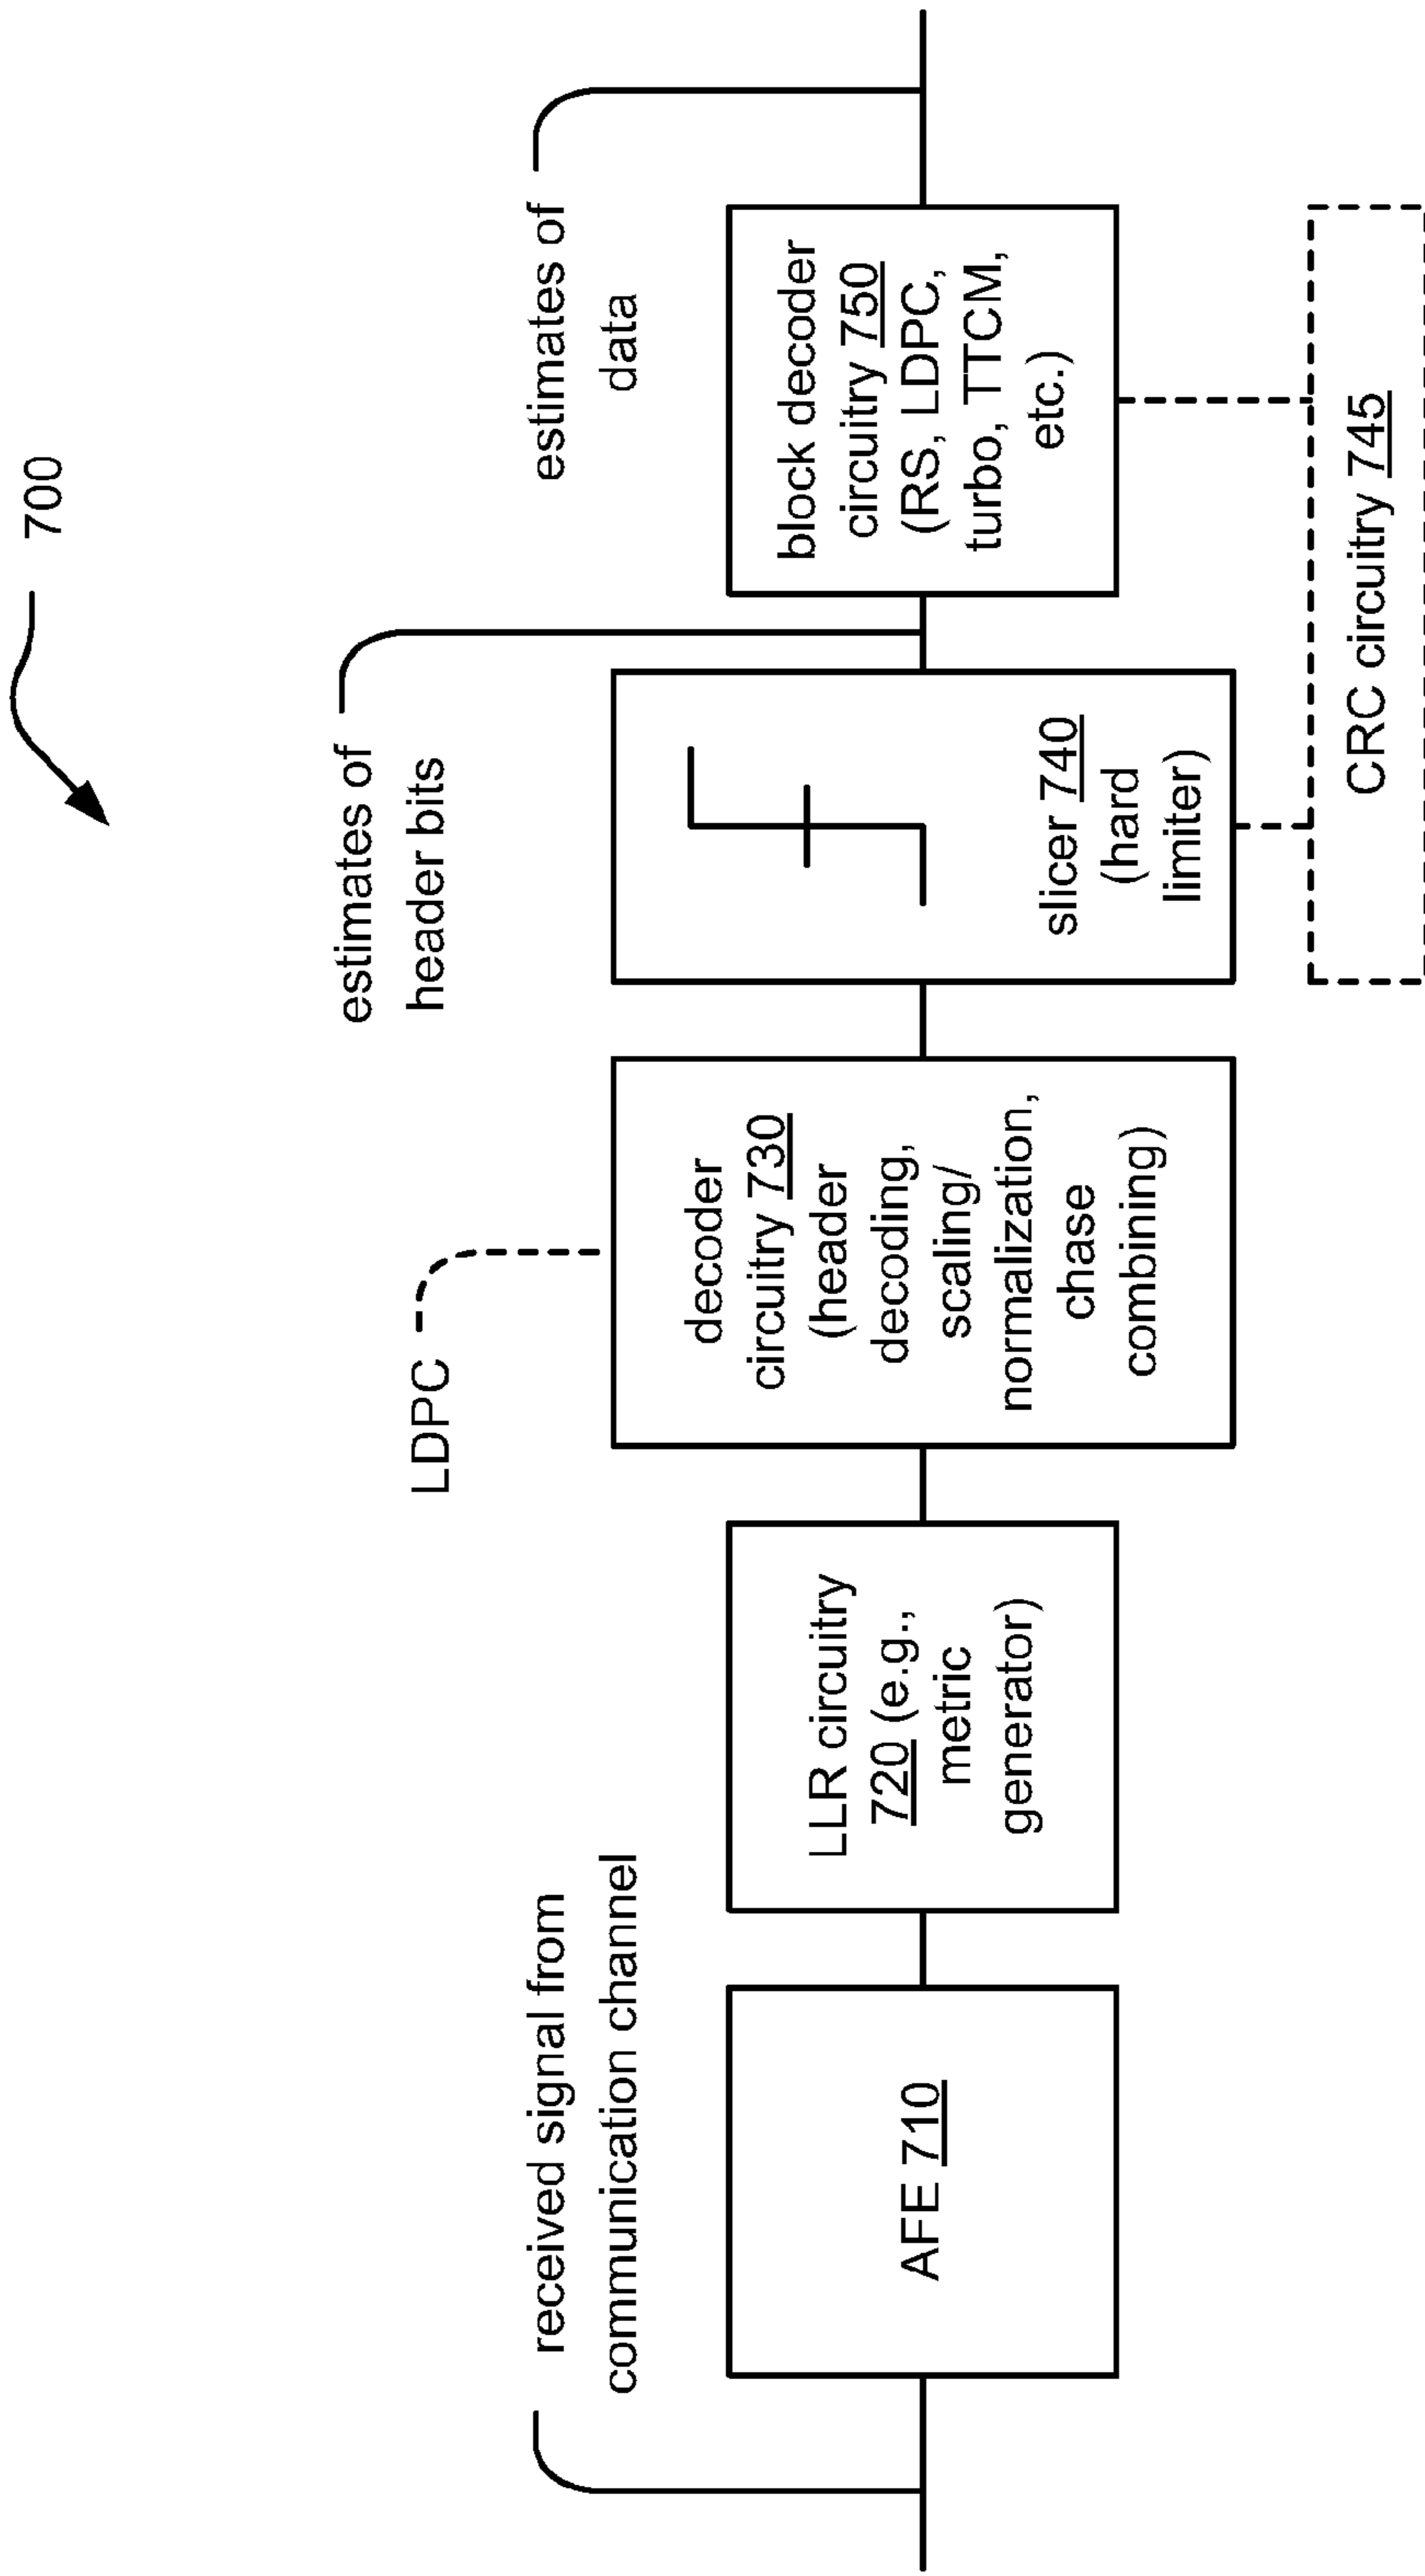 700
received signal from
communication channel
AFE 710
LLR circuitry
720 (e.g.,
metric
generator)
LDPC
decoder
circuitry 730
(header
decoding,
scaling/
normalization,
chase
combining)
estimates of
header bits
slicer 740
(hard
limiter)
estimates of
data
block decoder
circuitry 750
(RS, LDPC,
turbo, TTCM,
etc.)
CRC circuitry 745